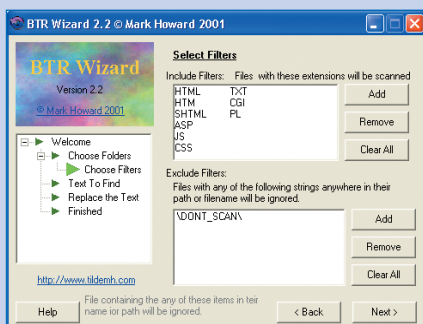 BTR Wizard 2.2 © Mark Howard 2001
BTR Wizard
Version 2.2
© Mark Howard 2001
Welcome
Choose Folders
Choose Filters
Text To Find
Replace the Text
Finished
http://www.tildemh.com
Select Filters
Include Filters: Files with these extensions will be scanned
HTML TXT
HTM CGI
SHTML PL
ASP
JS
CSS
Add
Remove
Clear All
Exclude Filters:
Files with any of the following strings anywhere in their
path or filename will be ignored.
\DONT_SCAN\
Add
Remove
Clear All
Help
File containing the any of these items in teir
name ior path will be ignored.
< Back
Next >